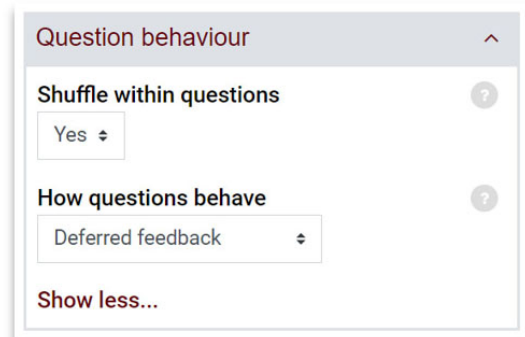 Question behaviour
Shuffle within questions
?
Yes
How questions behave
?
Deferred feedback
Show less...